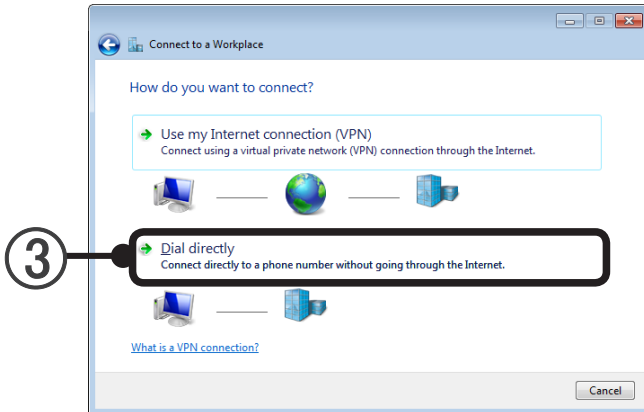 Connect to a Workplace
How do you want to connect?
Use my Internet connection (VPN)
Connect using a virtual private network (VPN) connection through the Internet.
③
Dial directly
Connect directly to a phone number without going through the Internet.
What is a VPN connection?
Cancel